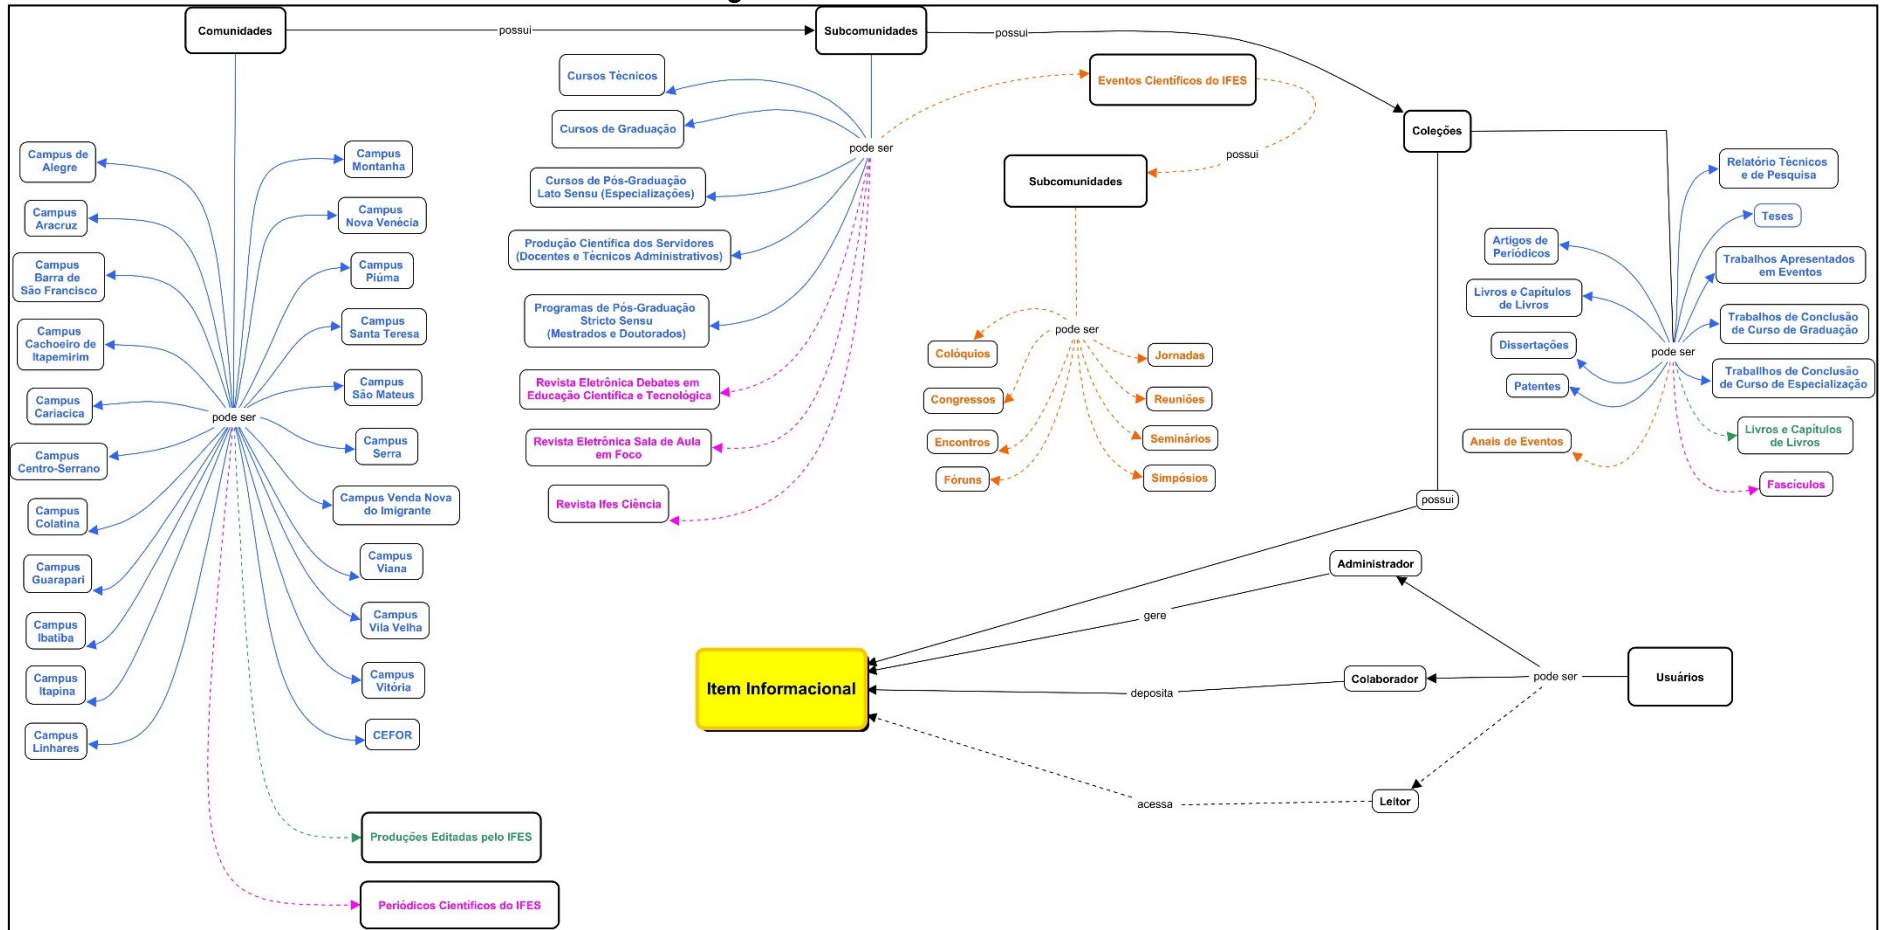 g
Comunidades
possui
Subcomunidades
possui
Cursos Técnicos
Eventos Científicos do IFES
Cursos de Graduação
Coleções
pode ser
possui
Campus de
Alegre
Campus
Montanha
Cursos de Pós-Graduação
Lato Sensu (Especializações)
Subcomunidades
Relatório Técnicos
e de Pesquisa
Campus
Aracruz
Campus
Nova Venécia
Teses
Produção Científica dos Servidores
(Docentes e Técnicos Administrativos)
Artigos de
Periódicos
Trabalhos Apresentados
em Eventos
Campus
Barra de
São Francisco
Campus
Piúma
Livros e Capítulos
de Livros
Programas de Pós-Graduação
Stricto Sensu
(Mestrados e Doutorados)
Trabalhos de Conclusão
de Curso de Graduação
Campus
Cachoeiro de
Itapemirim
Campus
Santa Teresa
pode ser
Dissertações
pode ser
Colóquios
Jornadas
Traballhos de Conclusão
de Curso de Especialização
Patentes
Campus
São Mateus
Revista Eletrônica Debates em
Educação Científica e Tecnológica
Congressos
Reuniões
Campus
Cariacica
pode ser
Livros e Capítulos
de Livros
Anais de Eventos
Campus
Serra
Revista Eletrônica Sala de Aula
em Foco
Encontros
Seminários
Campus
Centro-Serrano
Fóruns
Simpósios
Fascículos
Campus Venda Nova
do Imigrante
Revista Ifes Ciência
possui
Campus
Colatina
Campus
Viana
Administrador
Campus
Guarapari
gere
Campus
Vila Velha
Campus
Ibatiba
Campus
Itapina
Campus
Vitória
Item Informacional
deposita
Colaborador
pode ser
Usuários
Campus
Linhares
CEFOR
acessa
Leitor
Produções Editadas pelo IFES
Periódicos Científicos do IFES